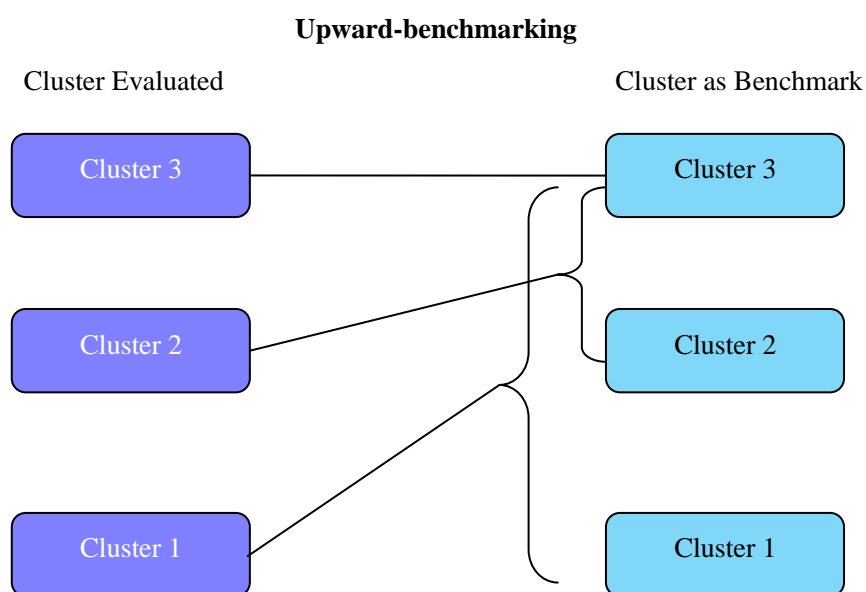 Upward-benchmarking
Cluster Evaluated
Cluster as Benchmark
Cluster 3
Cluster 3
Cluster 2
Cluster 2
Cluster 1
Cluster 1